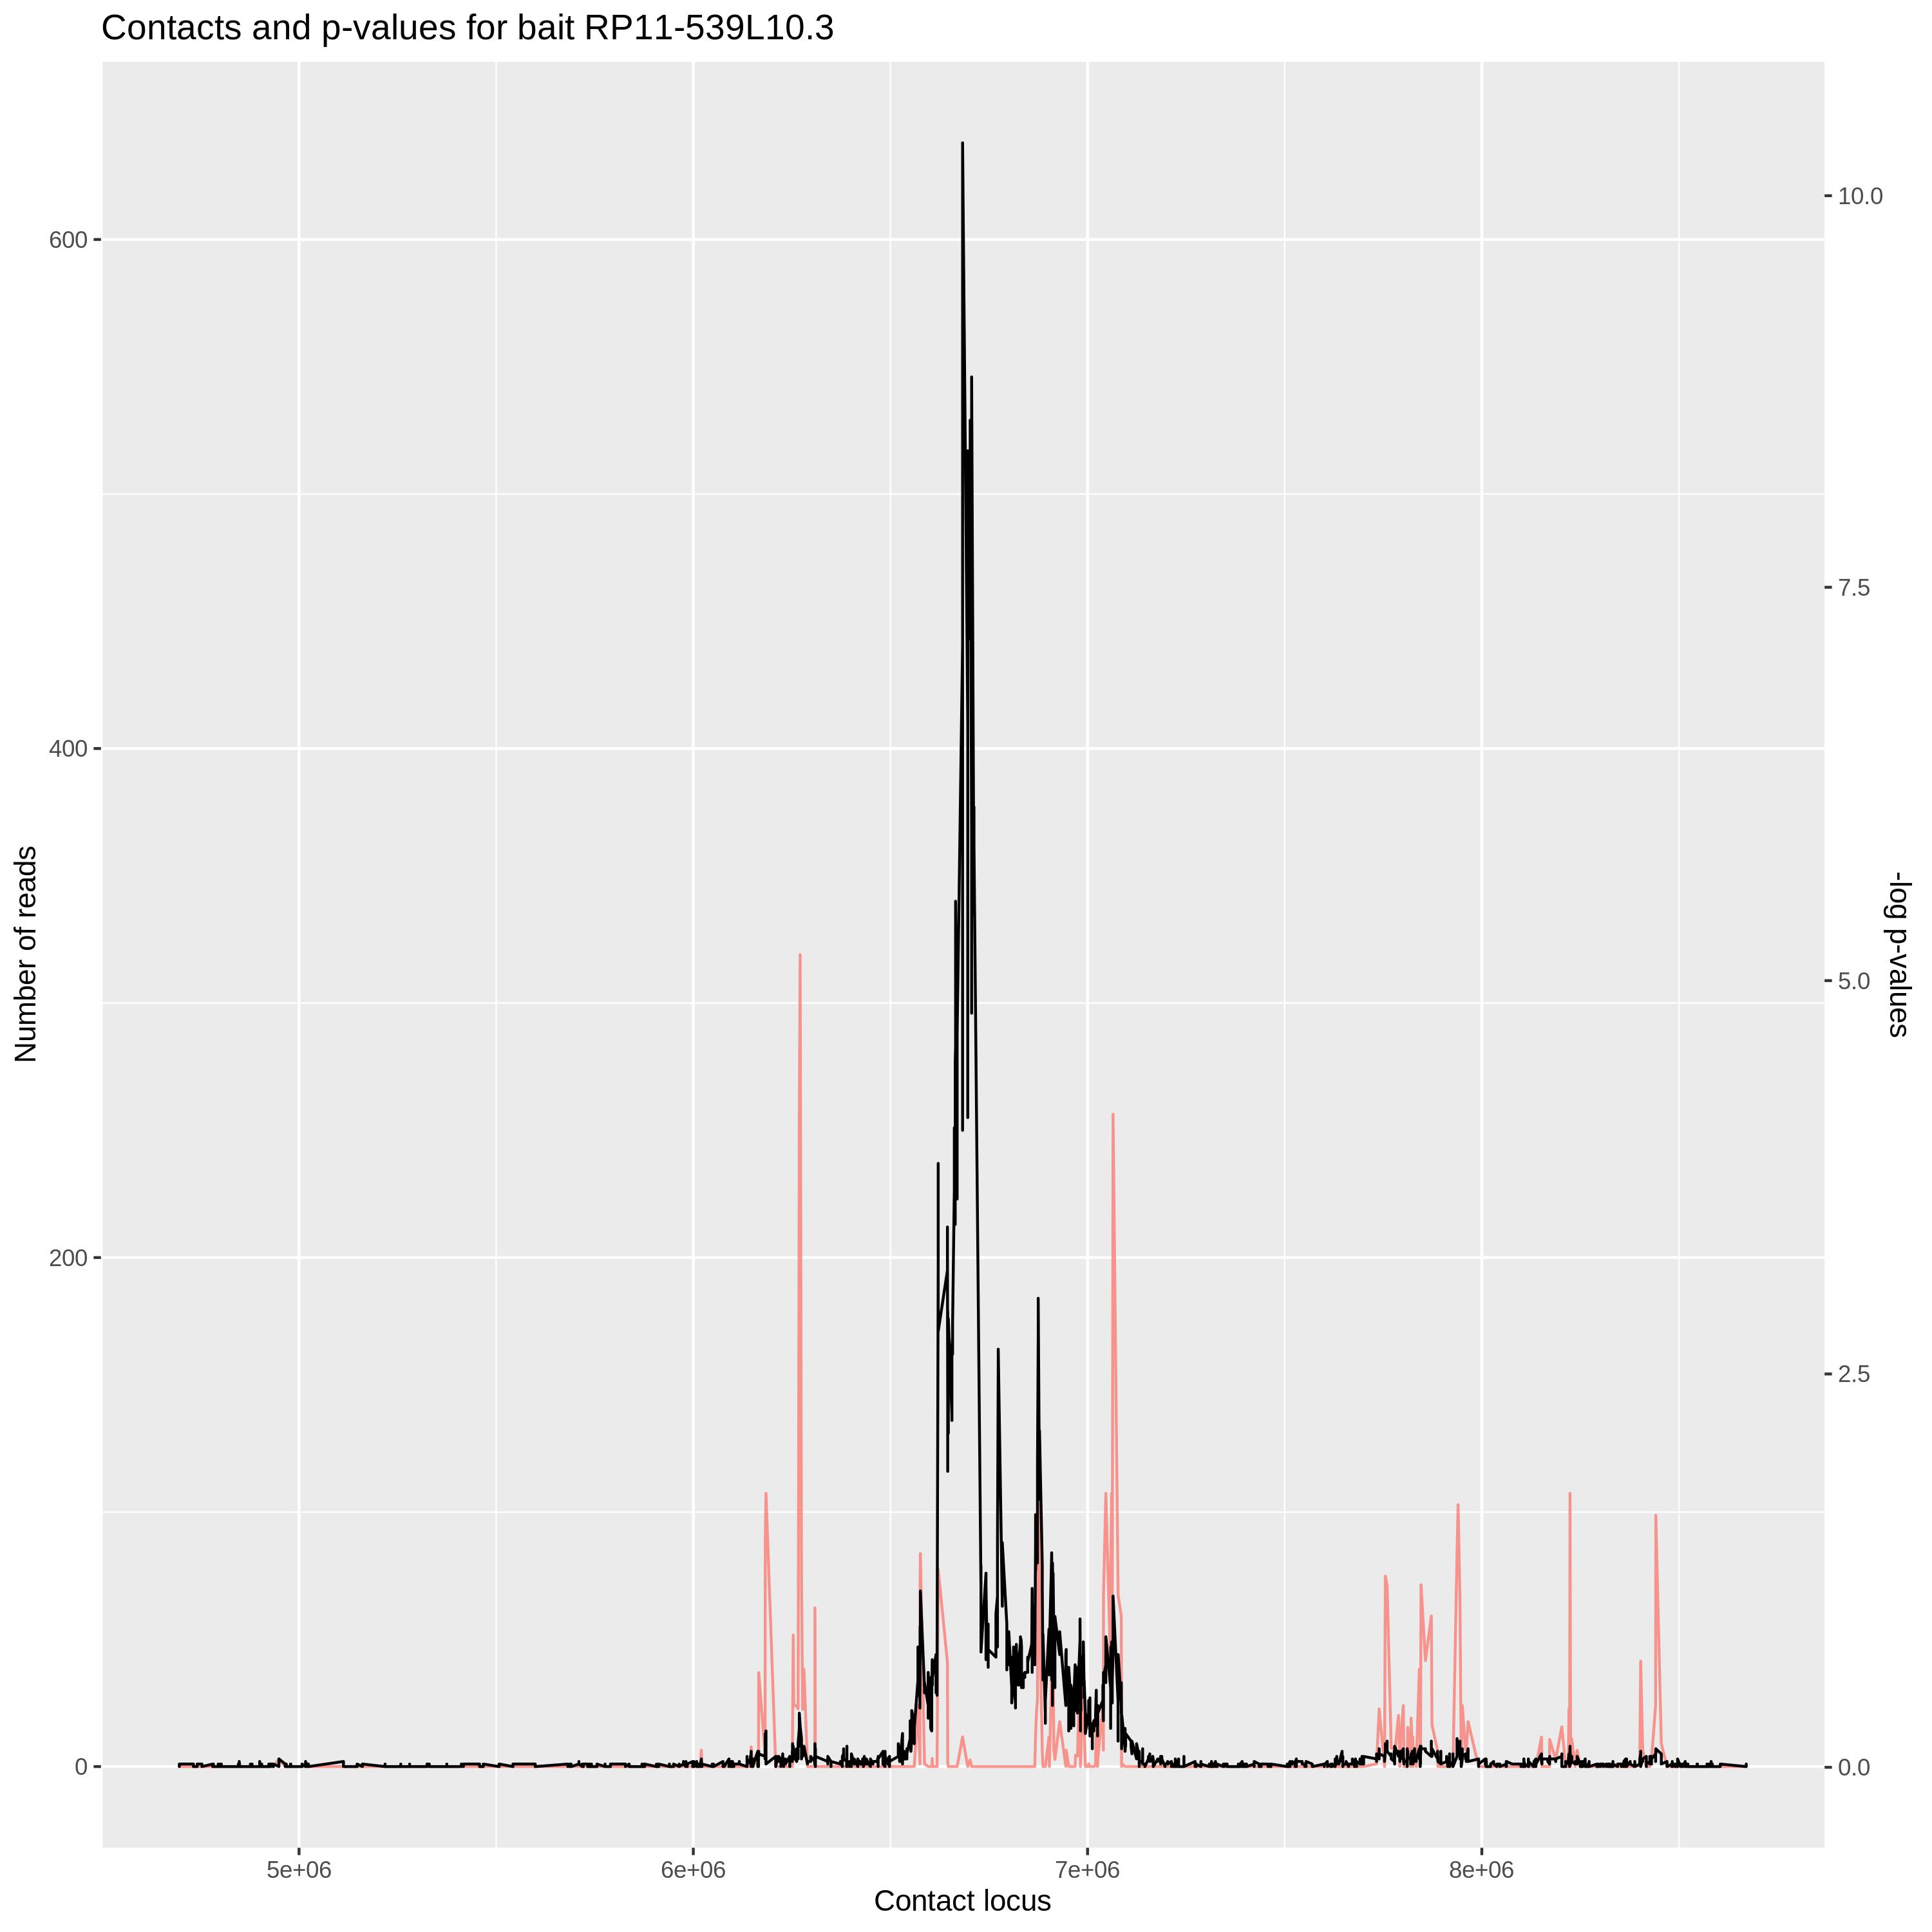 Contacts and p-values for bait RP11-539L10.3
600
400
200
0
Number of reads
10.0
7.5
5.0
2.5
0.0
-log p-values
5e+06
6e+06
7e+06
8e+06
Contact locus